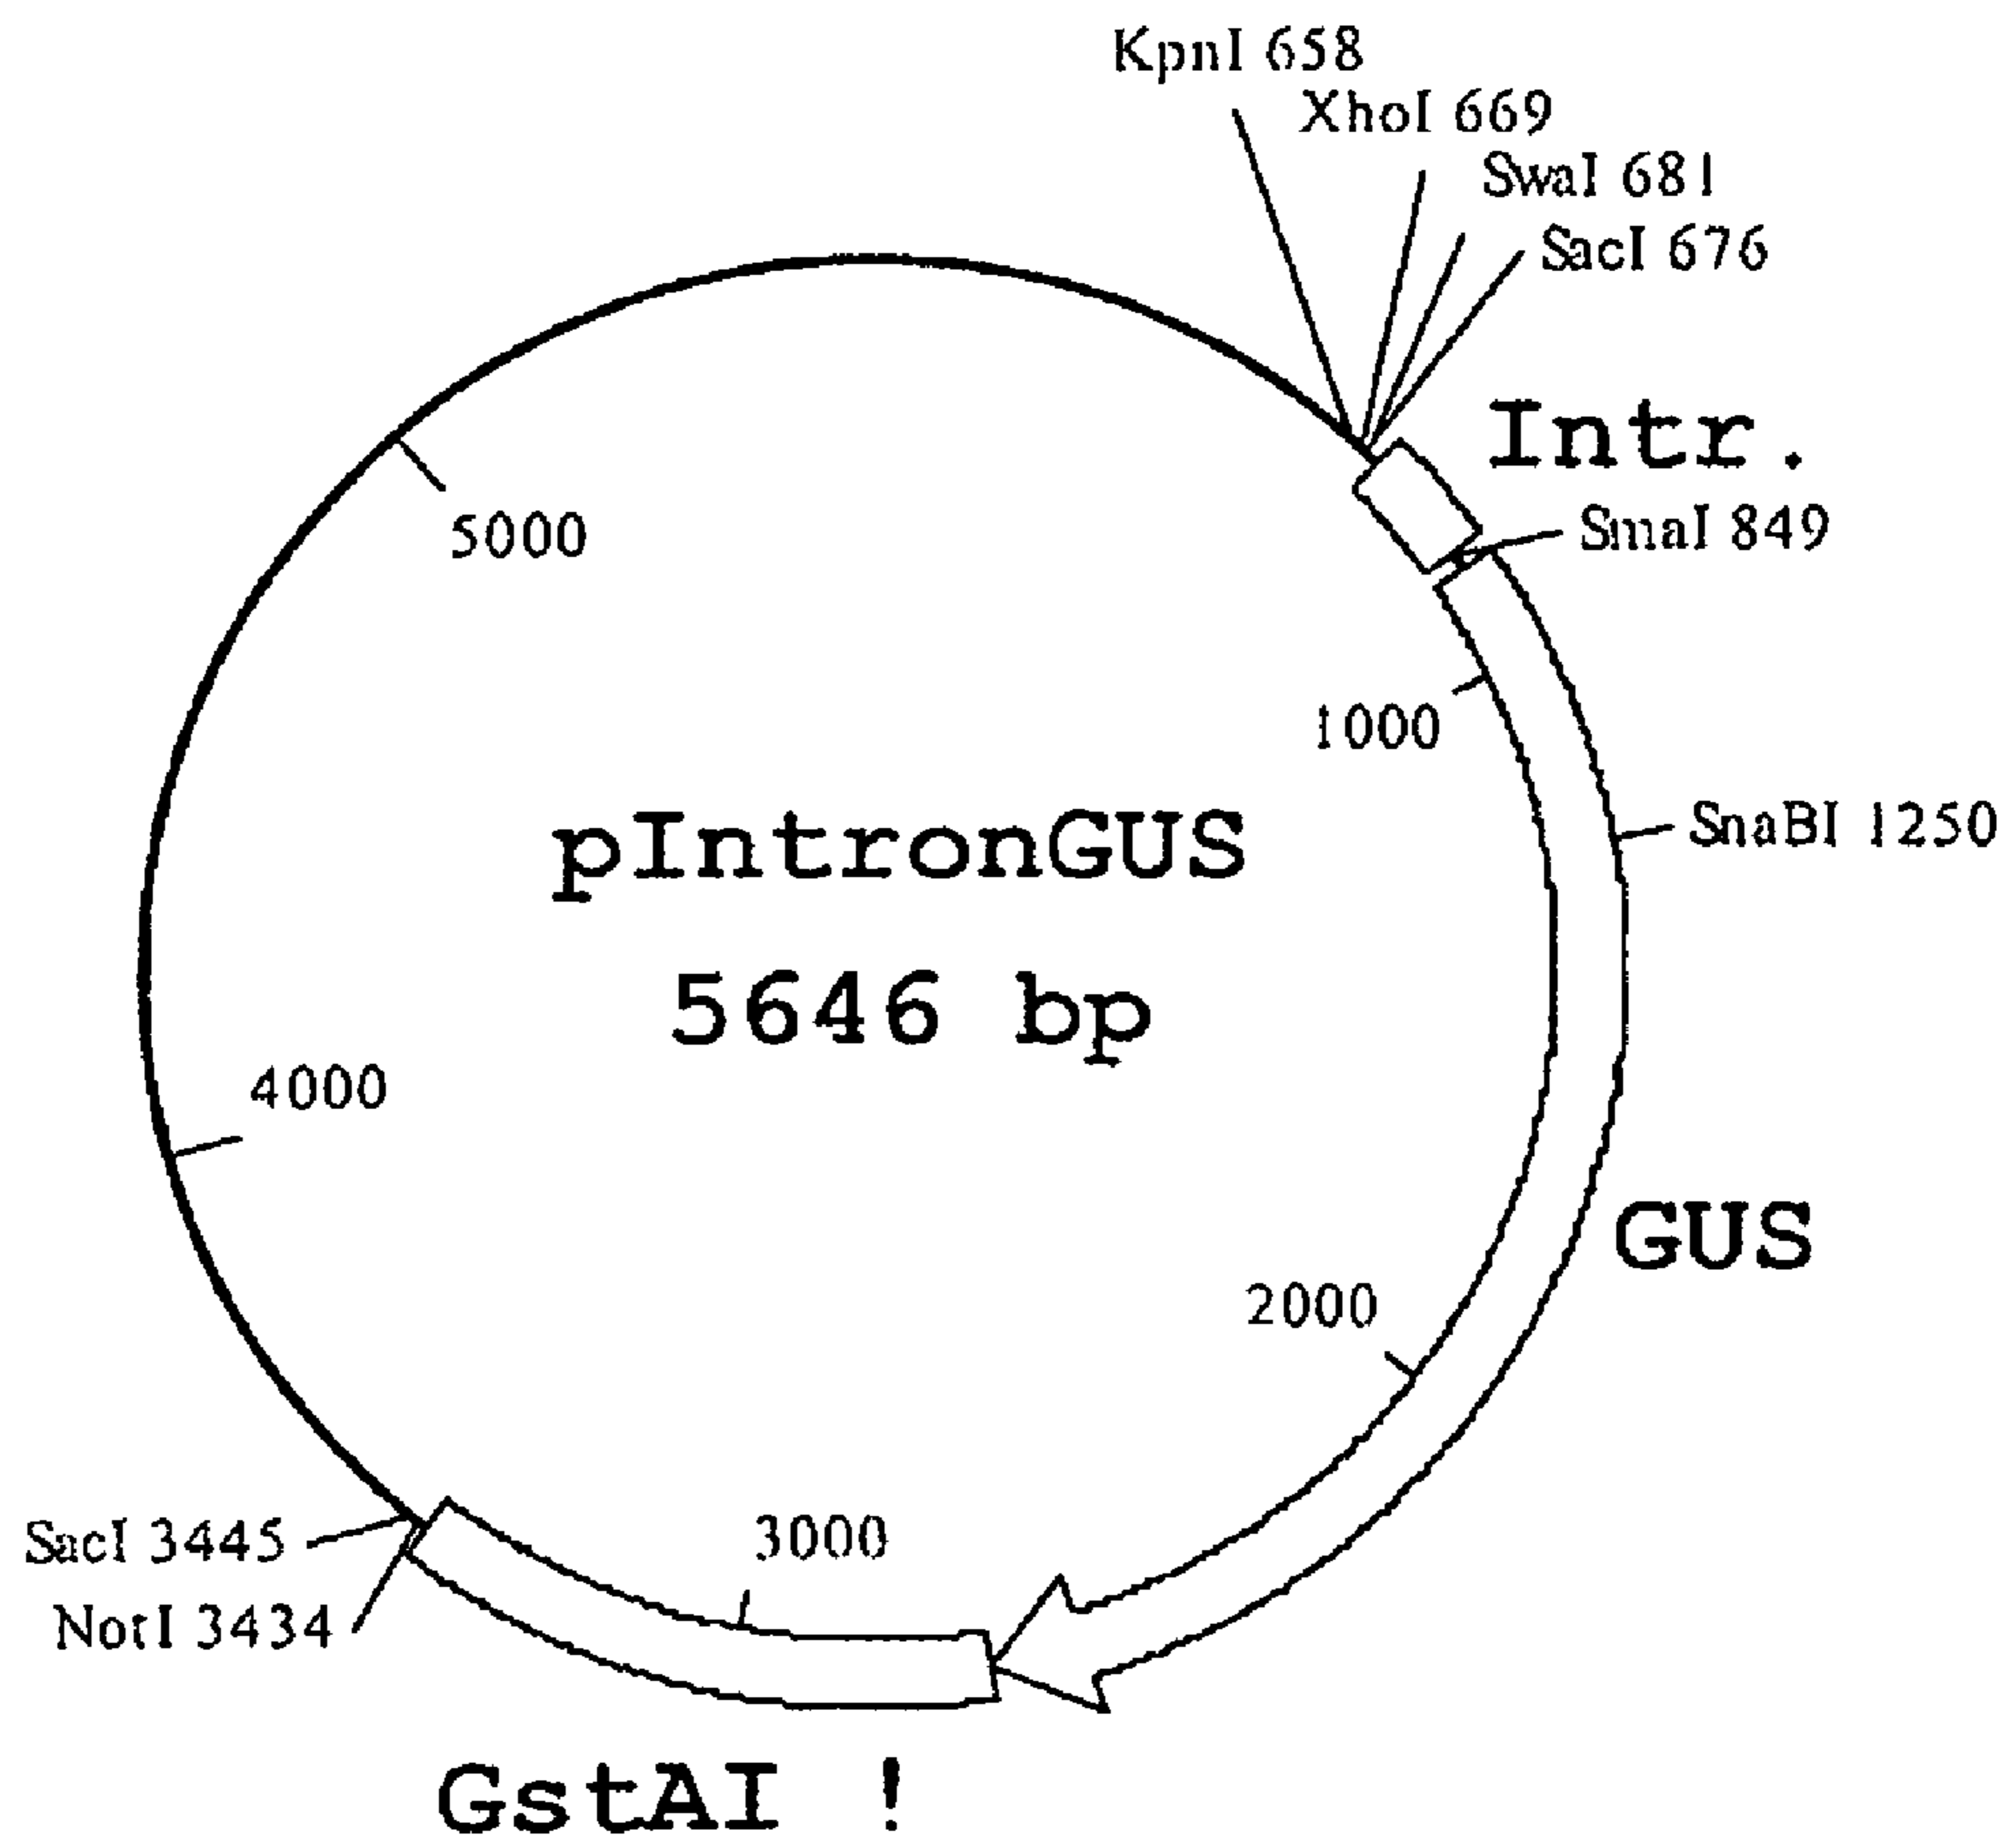 KpnI 658
XhoI 669
SwaI 681
SacI 676
Intr.
SmaI 849
5000
1000
pIntronGUS
5646 bp
SnaBI 1250
4000
GUS
2000
3000
SacI 3445
NotI 3434
GstAI !